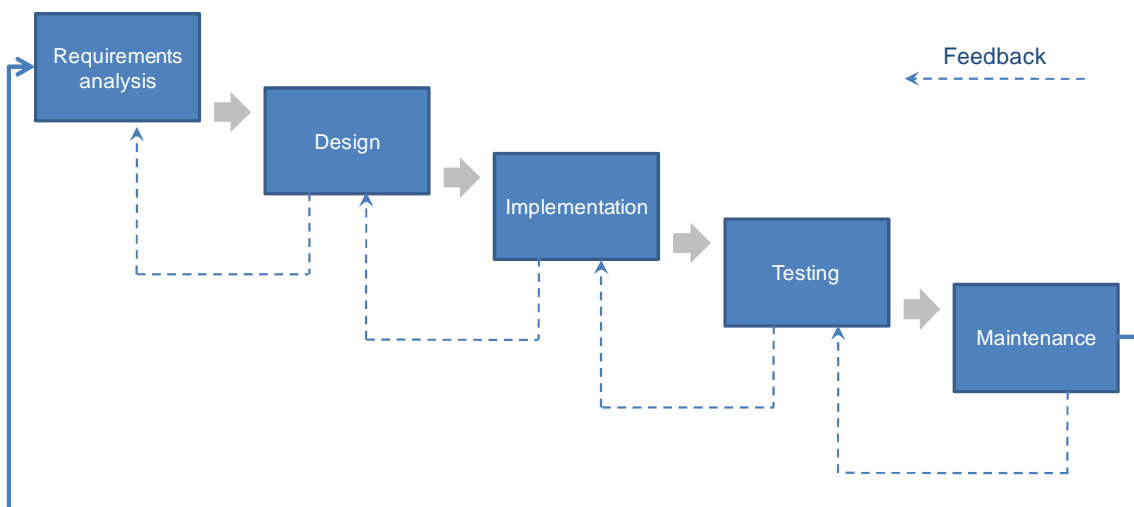 Requirements
analysis
Feedback
Design
Implementation
Testing
Maintenance